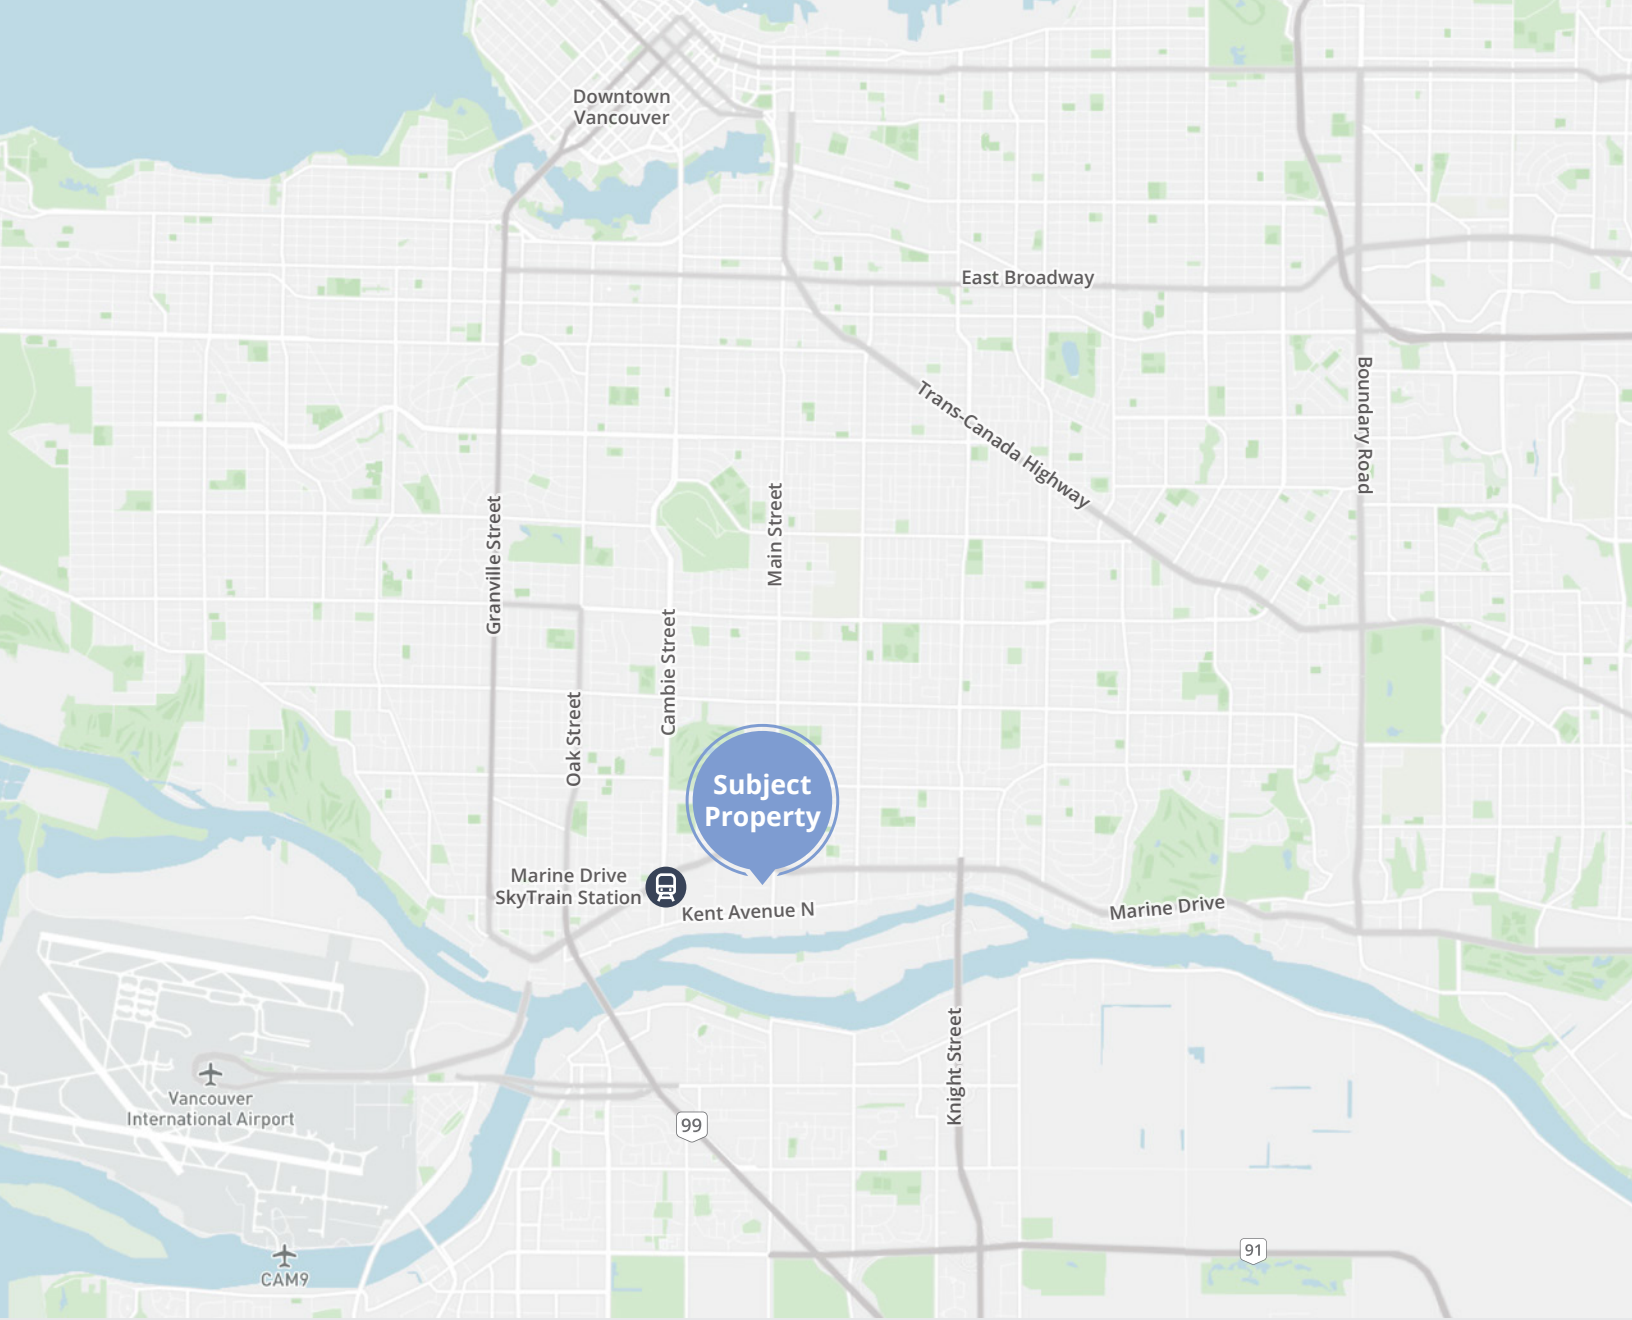 Downtown
Vancouver
East Broadway
Trans-Canada Highway
Boundary Road
Granville Street
Main Street
Cambie Street
Oak Street
Subject
Property
Marine Drive
SkyTrain Station
Kent Avenue N
Marine Drive
Knight Street
Vancouver
International Airport
99
91
CAM9